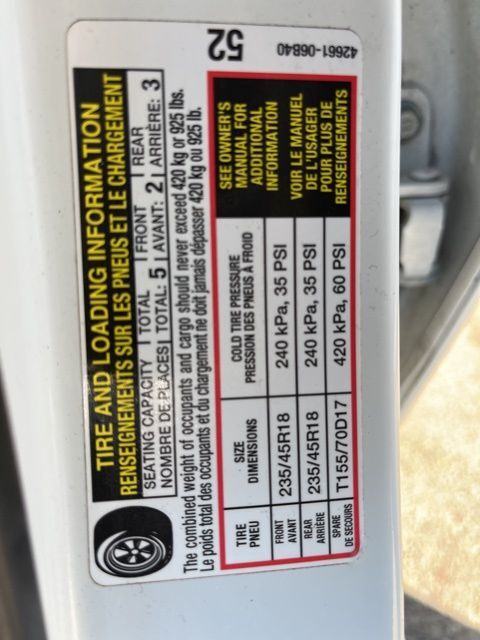 TIRE AND LOADING INFORMATION
RENSEIGNEMENTS SUR LES PNEUS ET LE CHARGEMENT
SEATING CAPACITY | TOTAL | FRONT | REAR
NOMBRE DE PLACES | TOTAL: 5 | AVANT: 2 | ARRIÈRE: 3
The combined weight of occupants and cargo should never exceed 420 kg or 925 lbs.
Le poids total des occupants et du chargement ne doit jamais dépasser 420 kg ou 925 lb.
TIRE
PNEU
SIZE
DIMENSIONS
COLD TIRE PRESSURE
PRESSION DES PNEUS À FROID
FRONT
AVANT
235/45R18
240 kPa, 35 PSI
REAR
ARRIÈRE
235/45R18
240 kPa, 35 PSI
SPARE
DE SECOURS
T155/70D17
420 kPa, 60 PSI
SEE OWNER'S
MANUAL FOR
ADDITIONAL
INFORMATION
VOIR LE MANUEL
DE L'USAGER
POUR PLUS DE
RENSEIGNEMENTS
52
42661-06B40